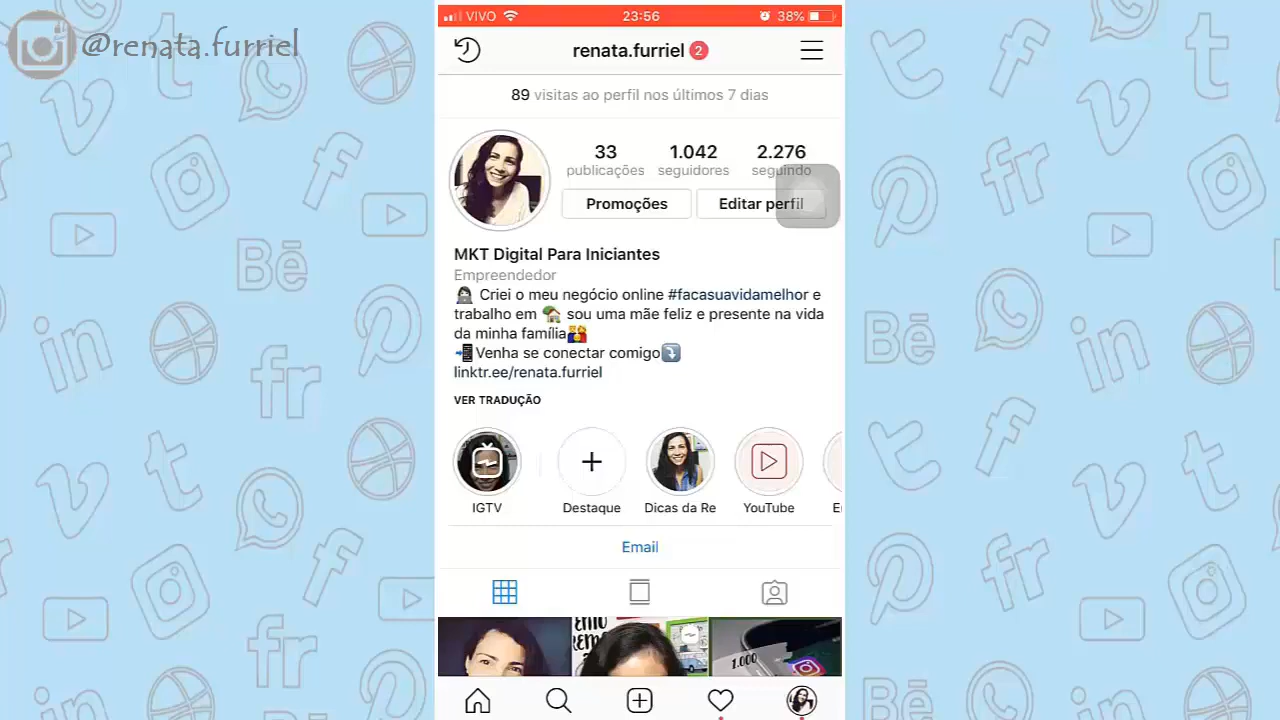 @renata.furriel
VIVO 23:56 38%
renata.furriel 2
89 visitas ao perfil nos últimos 7 dias
33 1.042 2.276
publicações seguidores seguindo
Promoções Editar perfil
MKT Digital Para Iniciantes
Empreendedor
Criei o meu negócio online #facasuavidamelhor e
trabalho em sou uma mãe feliz e presente na vida
da minha família
Venha se conectar comigo
linktr.ee/renata.furriel
VER TRADUÇÃO
IGTV Destaque Dicas da Re YouTube
Email
1.000